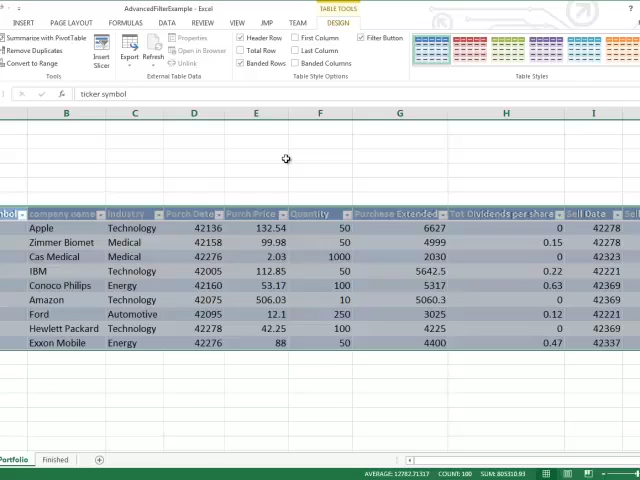 AdvancedFilterExample - Excel
TABLE TOOLS
?
INSERT PAGE LAYOUT FORMULAS DATA REVIEW VIEW JMP TEAM DESIGN
Summarize with PivotTable
Remove Duplicates
Convert to Range
Tools
Insert Slicer
Export Refresh
Properties
Open in Browser
Unlink
External Table Data
Header Row First Column Filter Button
Total Row Last Column
Banded Rows Banded Columns
Table Style Options
Table Styles
fx ticker symbol
B C D E F G H I
mbol company name Industry Purch Date Purch Price Quantity Purchase Extended Tot Dividends per share Sell Data Sell
Apple Technology 42136 132.54 50 6627 0 42278
Zimmer Biomet Medical 42158 99.98 50 4999 0.15 42278
Cas Medical Medical 42276 2.03 1000 2030 0 42323
IBM Technology 42005 112.85 50 5642.5 0.22 42221
Conoco Philips Energy 42160 53.17 100 5317 0.63 42369
Amazon Technology 42075 506.03 10 5060.3 0 42369
Ford Automotive 42095 12.1 250 3025 0.12 42221
Hewlett Packard Technology 42278 42.25 100 4225 0 42369
Exxon Mobile Energy 42276 88 50 4400 0.47 42337
Portfolio Finished
AVERAGE: 12782.71317 COUNT: 100 SUM: 805310.93